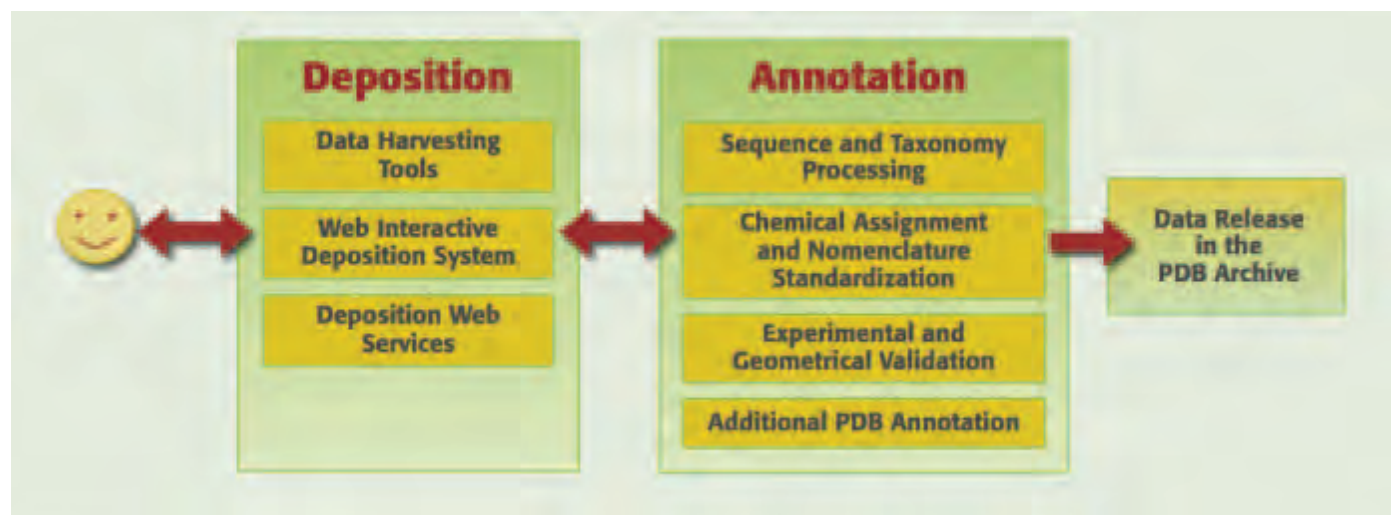 Deposition
Data Harvesting
Tools
Web Interactive
Deposition System
Deposition Web
Services
Annotation
Sequence and Taxonomy
Processing
Chemical Assignment
and Nomenclature
Standardization
Experimental and
Geometrical Validation
Additional PDB Annotation
Data Release
in the
PDB Archive